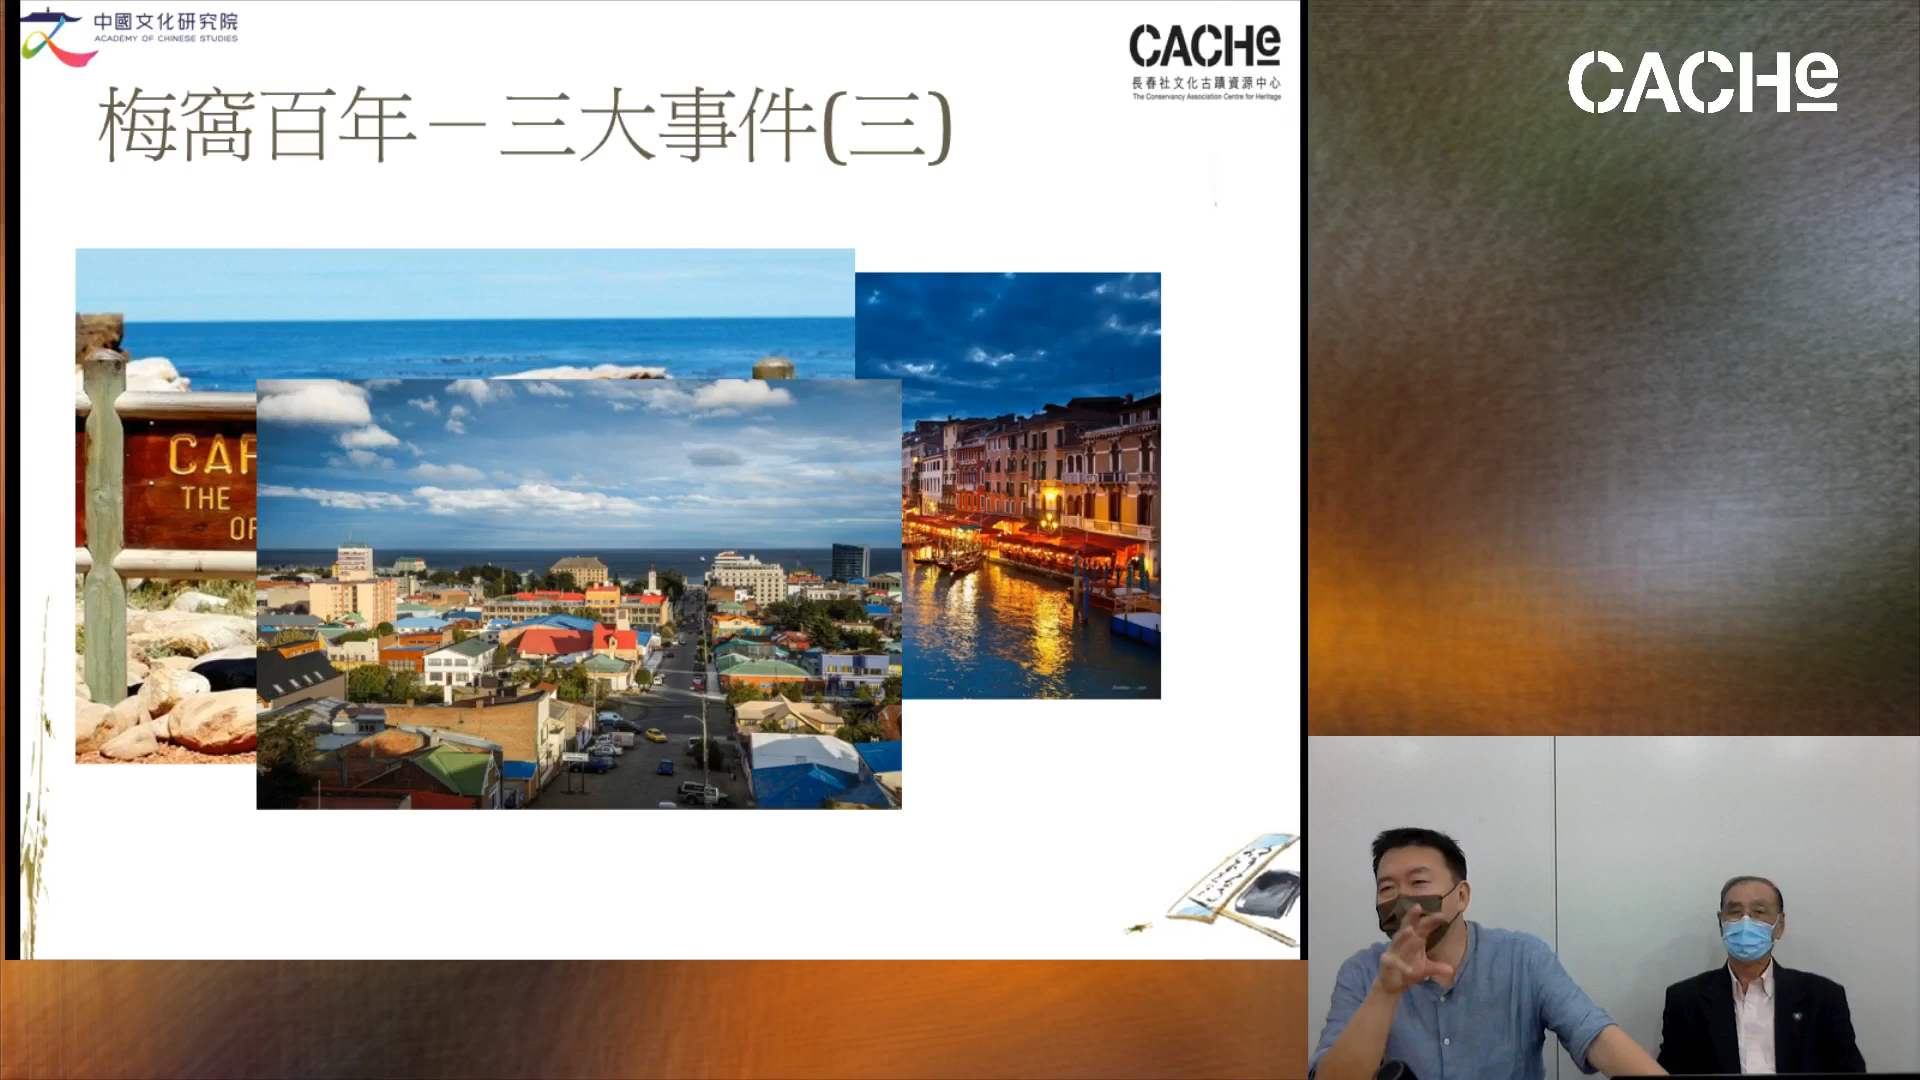 中國文化研究院
ACADEMY OF CHINESE STUDIES
CACHe
長春社文化古蹟資源中心
The Conservancy Association Centre for Heritage
梅窩百年－三大事件(三)
CACHe
CAP
THE
OF